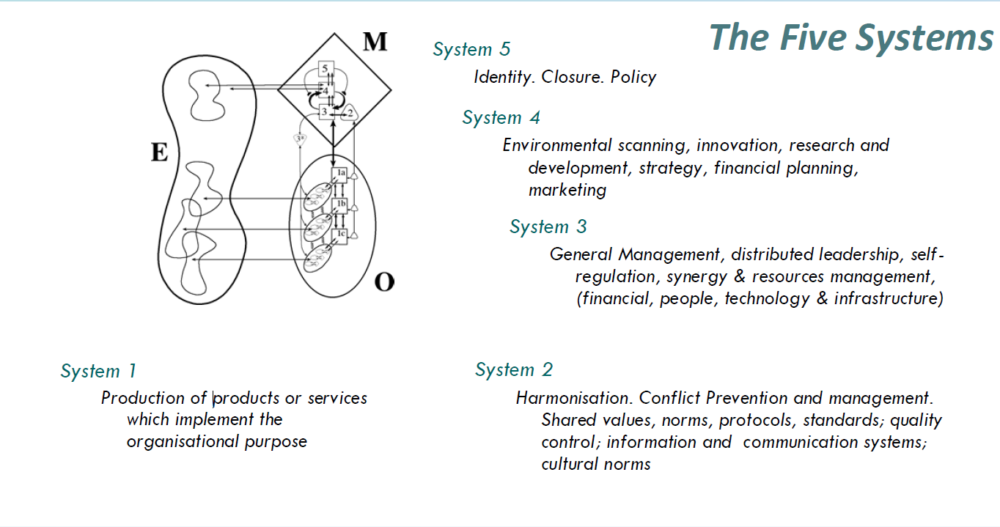 The Five Systems
M
System 5
Identity. Closure. Policy
5
4
3
2
3*
System 4
Environmental scanning, innovation, research and
development, strategy, financial planning,
marketing
E
1a
1b
1c
O
System 3
General Management, distributed leadership, self-
regulation, synergy & resources management,
(financial, people, technology & infrastructure)
System 1
Production of products or services
which implement the
organisational purpose
System 2
Harmonisation. Conflict Prevention and management.
Shared values, norms, protocols, standards; quality
control; information and  communication systems;
cultural norms